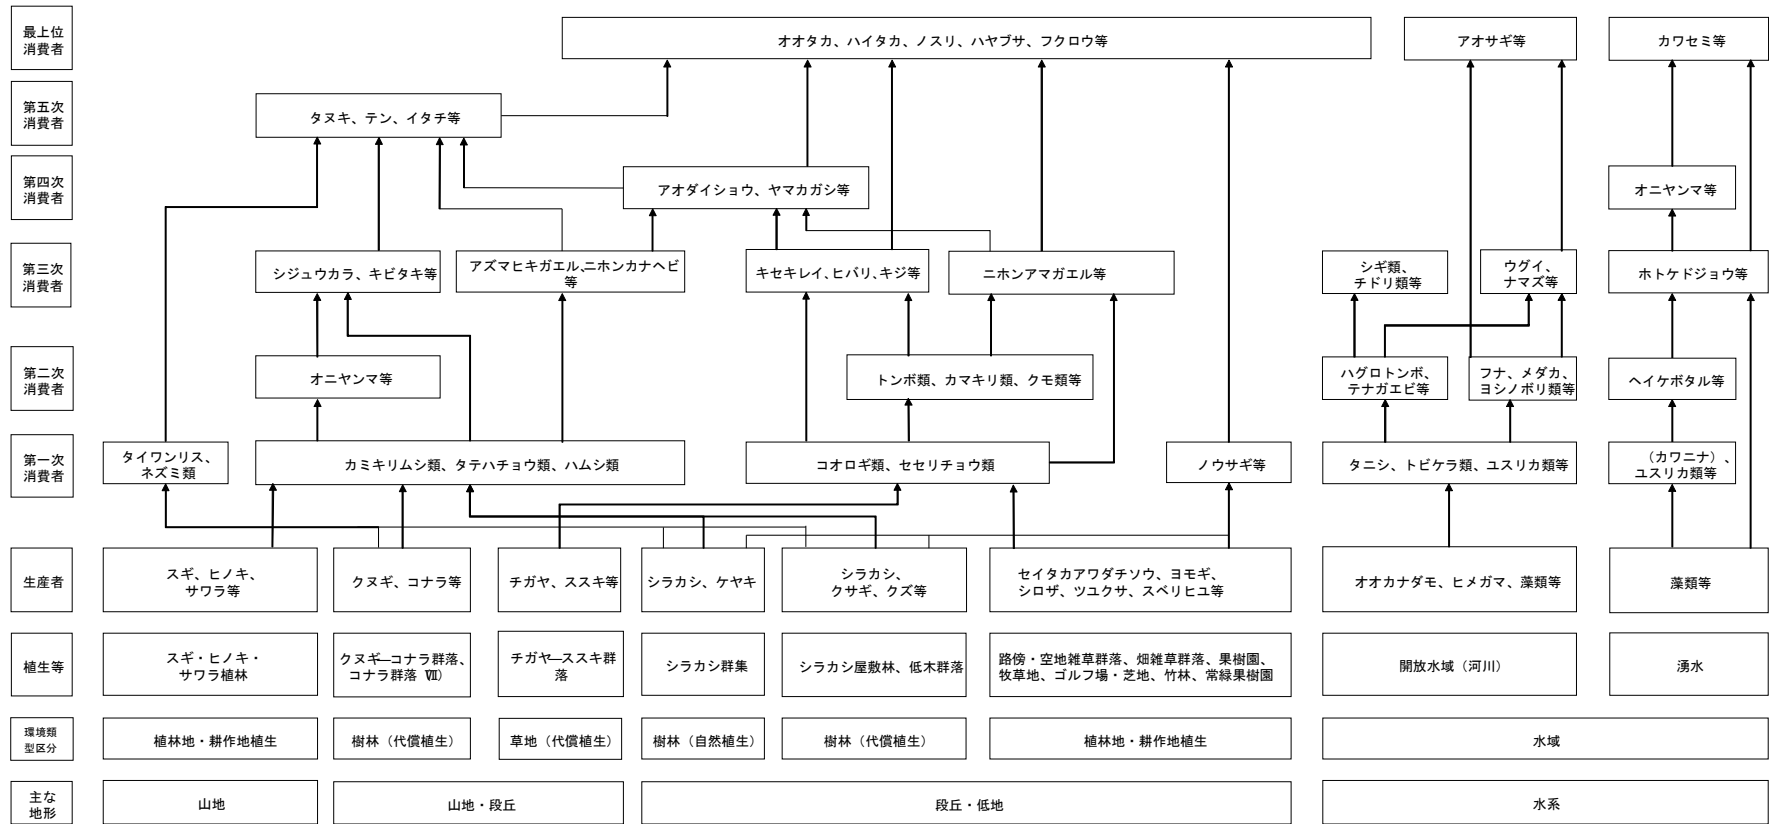 最上位
消費者
オオタカ、ハイタカ、ノスリ、ハヤブサ、フクロウ等
アオサギ等
カワセミ等
第五次
消費者
タヌキ、テン、イタチ等
第四次
消費者
アオダイショウ、ヤマカガシ等
オニヤンマ等
第三次
消費者
シジュウカラ、キビタキ等
アズマヒキガエル、ニホンカナヘビ
等
キセキレイ、ヒバリ、キジ等
ニホンアマガエル等
シギ類、
チドリ類等
ウグイ、
ナマズ等
ホトケドジョウ等
第二次
消費者
オニヤンマ等
トンボ類、カマキリ類、クモ類等
ハグロトンボ、
テナガエビ等
フナ、メダカ、
ヨシノボリ類等
ヘイケボタル等
第一次
消費者
タイワンリス、
ネズミ類
カミキリムシ類、タテハチョウ類、ハムシ類
コオロギ類、セセリチョウ類
ノウサギ等
タニシ、トビケラ類、ユスリカ類等
（カワニナ）、
ユスリカ類等
生産者
スギ、ヒノキ、
サワラ等
クヌギ、コナラ等
チガヤ、ススキ等
シラカシ、ケヤキ
シラカシ、
クサギ、クズ等
セイタカアワダチソウ、ヨモギ、
シロザ、ツユクサ、スベリヒユ等
オオカナダモ、ヒメガマ、藻類等
藻類等
植生等
スギ・ヒノキ・
サワラ植林
クヌギ―コナラ群落、
コナラ群落 Ⅶ）
チガヤ―ススキ群
落
シラカシ群集
シラカシ屋敷林、低木群落
路傍・空地雑草群落、畑雑草群落、果樹園、
牧草地、ゴルフ場・芝地、竹林、常緑果樹園
開放水域（河川）
湧水
環境類
型区分
植林地・耕作地植生
樹林（代償植生）
草地（代償植生）
樹林（自然植生）
樹林（代償植生）
植林地・耕作地植生
水域
主な
地形
山地
山地・段丘
段丘・低地
水系